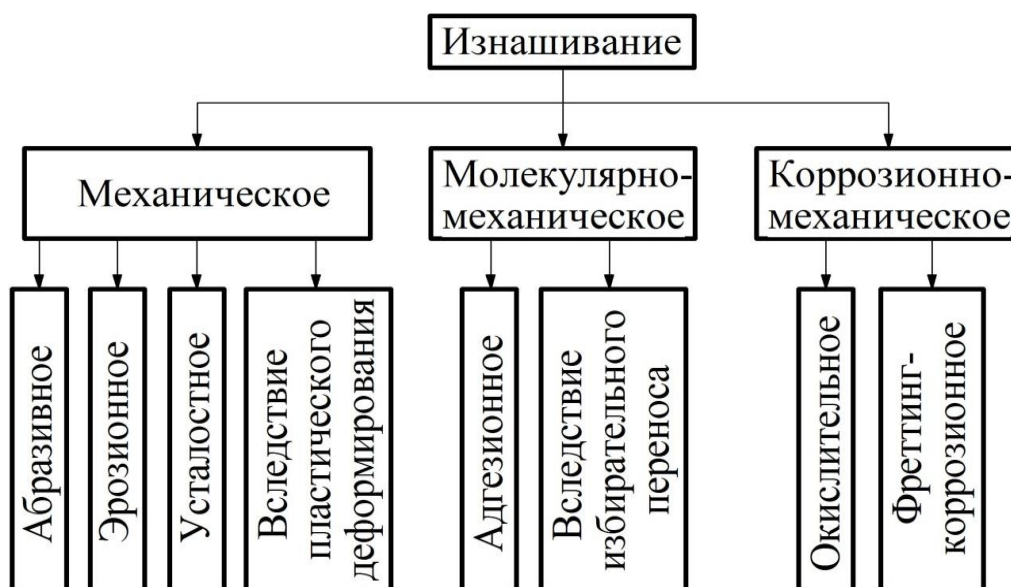 Изнашивание
Механическое
Молекулярно-
механическое
Коррозионно-
механическое
Абразивное
Эрозионное
Усталостное
Вследствие
пластического
деформирования
Адгезионное
Вследствие
избирательного
переноса
Окислительное
Фреттинг-
коррозионное